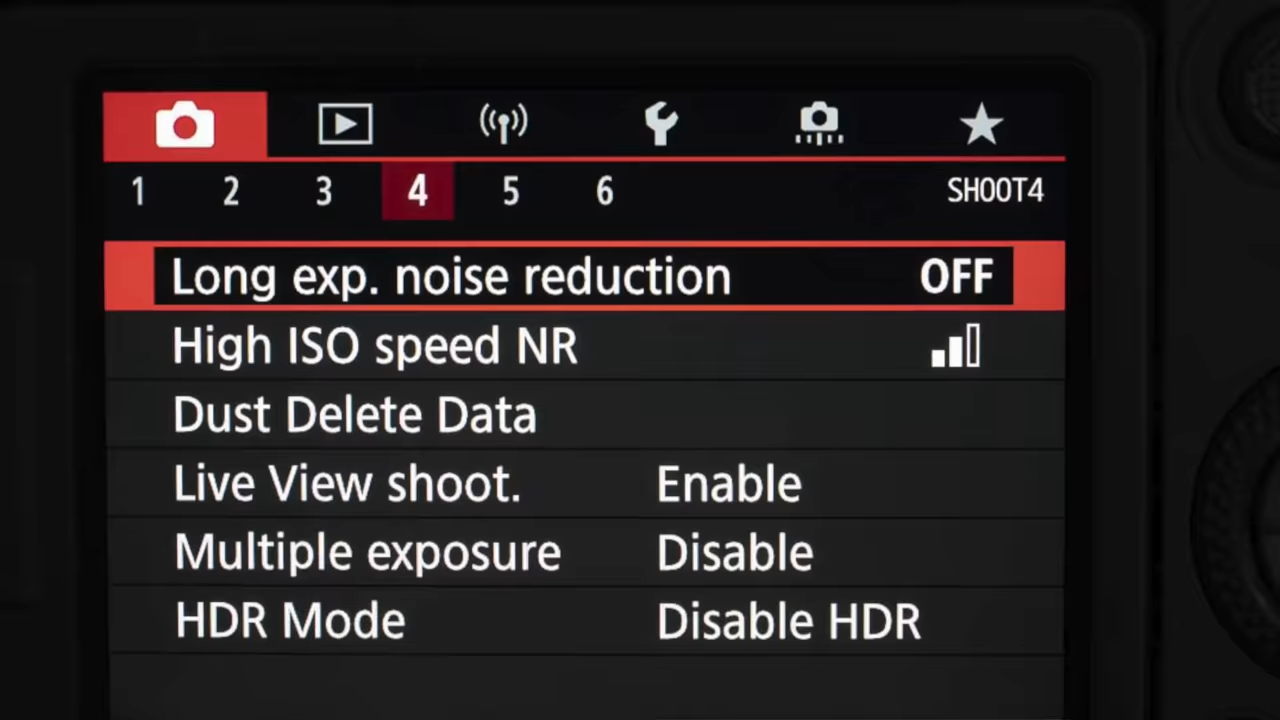 1 2 3 4 5 6 SHOOT4
Long exp. noise reduction OFF
High ISO speed NR
Dust Delete Data
Live View shoot. Enable
Multiple exposure Disable
HDR Mode Disable HDR